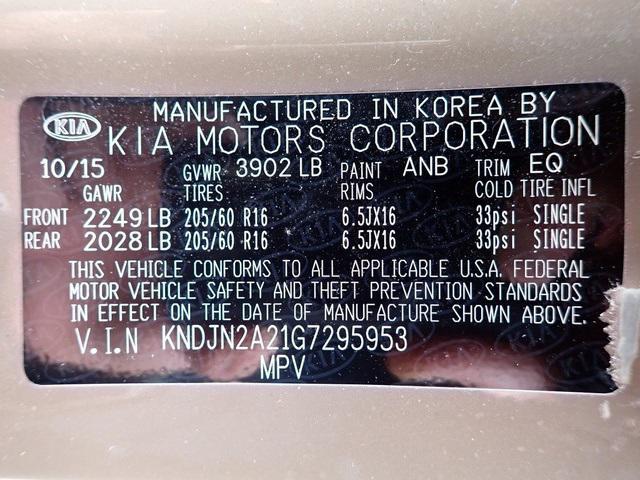 MANUFACTURED IN KOREA BY
KIA KIA MOTORS CORPORATION
10/15 GVWR 3902 LB PAINT ANB TRIM EQ
GAWR TIRES RIMS COLD TIRE INFL
FRONT 2249 LB 205/60 R16 6.5JX16 33psi SINGLE
REAR 2028 LB 205/60 R16 6.5JX16 33psi SINGLE
THIS VEHICLE CONFORMS TO ALL APPLICABLE U.S.A. FEDERAL
MOTOR VEHICLE SAFETY AND THEFT PREVENTION STANDARDS
IN EFFECT ON THE DATE OF MANUFACTURE SHOWN ABOVE.
V.I.N KNDJN2A21G7295953
MPV